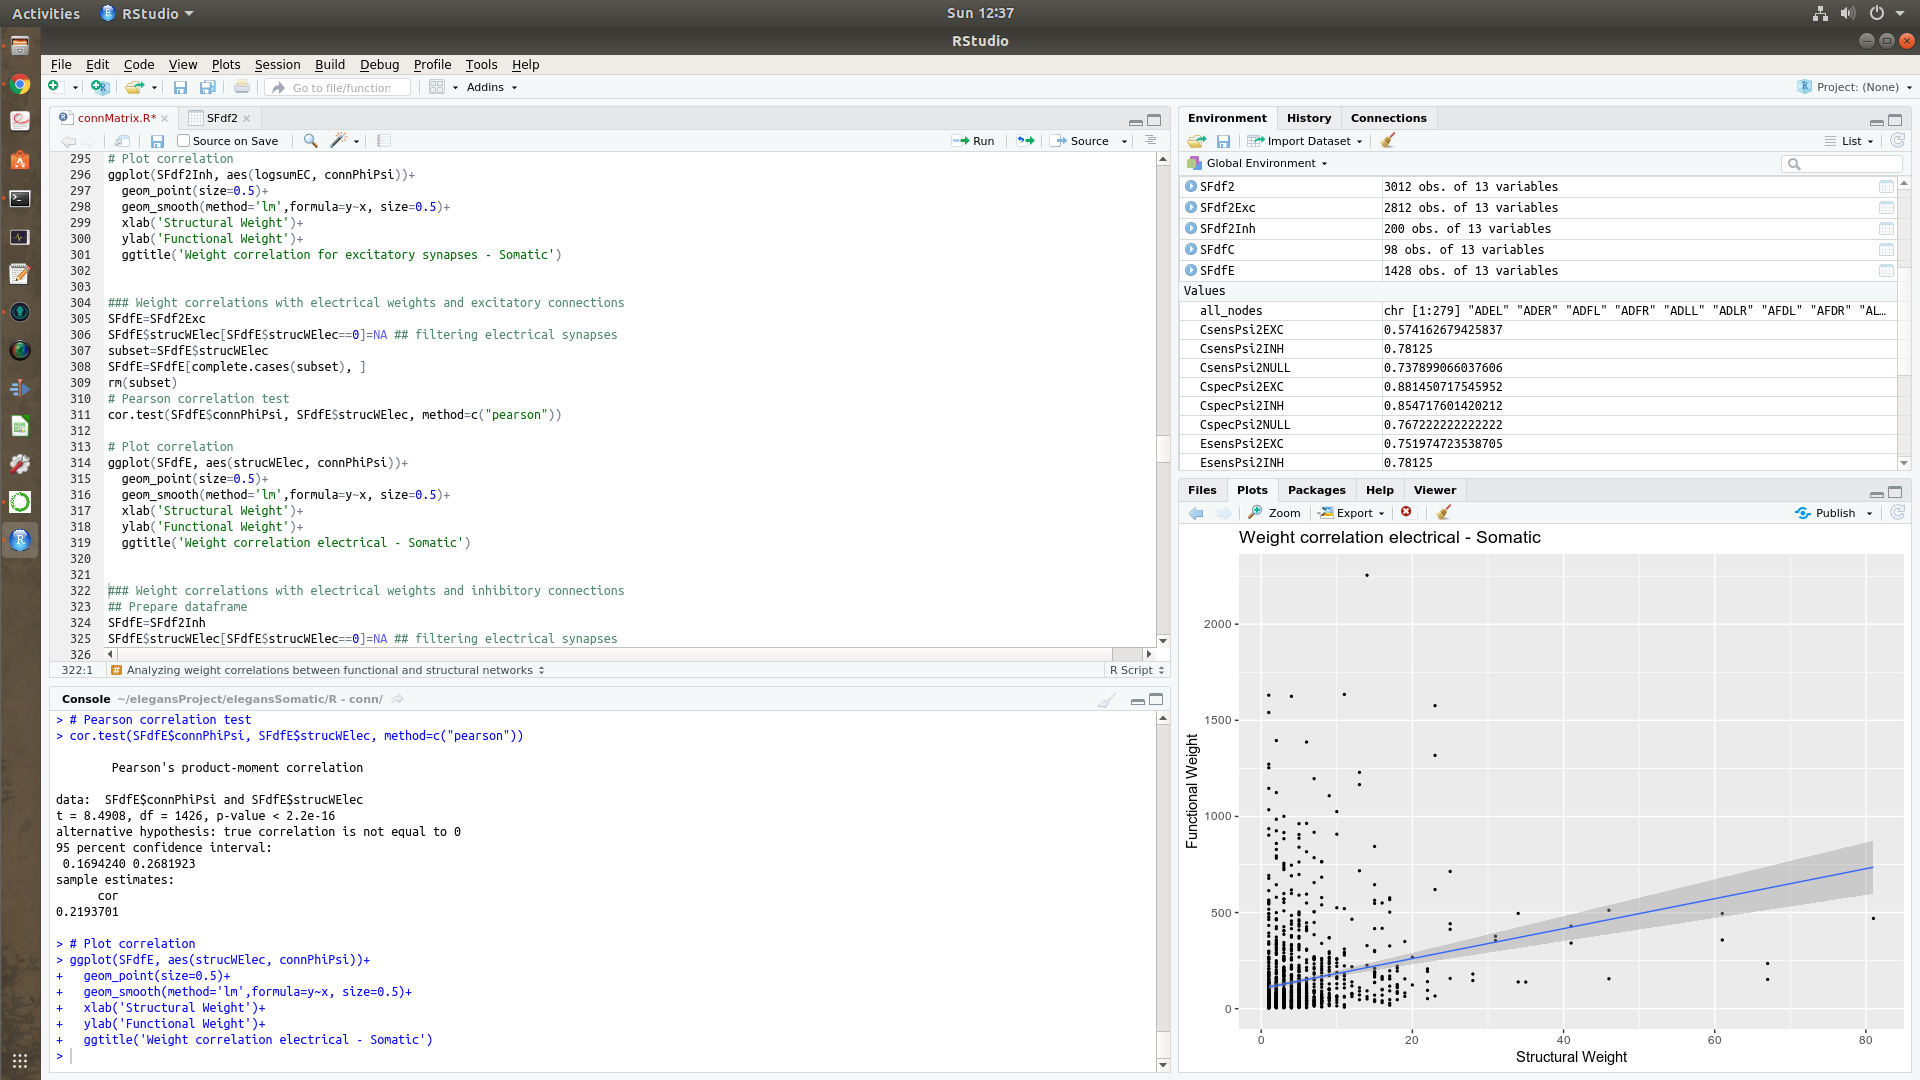 Activities RStudio Sun 12:37
RStudio
File Edit Code View Plots Session Build Debug Profile Tools Help
Go to file/function Addins Project: (None)
connMatrix.R* SFdf2
Source on Save Run Source
295 # Plot correlation
296 ggplot(SFdf2Inh, aes(logsumEC, connPhiPsi))+
297 geom_point(size=0.5)+
298 geom_smooth(method='lm',formula=y~x, size=0.5)+
299 xlab('Structural Weight')+
300 ylab('Functional Weight')+
301 ggtitle('Weight correlation for excitatory synapses - Somatic')
302
303
304 ### Weight correlations with electrical weights and excitatory connections
305 SFdfE=SFdf2Exc
306 SFdfE$strucWElec[SFdfE$strucWElec==0]=NA ## filtering electrical synapses
307 subset=SFdfE$strucWElec
308 SFdfE=SFdfE[complete.cases(subset), ]
309 rm(subset)
310 # Pearson correlation test
311 cor.test(SFdfE$connPhiPsi, SFdfE$strucWElec, method=c("pearson"))
312
313 # Plot correlation
314 ggplot(SFdfE, aes(strucWElec, connPhiPsi))+
315 geom_point(size=0.5)+
316 geom_smooth(method='lm',formula=y~x, size=0.5)+
317 xlab('Structural Weight')+
318 ylab('Functional Weight')+
319 ggtitle('Weight correlation electrical - Somatic')
320
321
322 ### Weight correlations with electrical weights and inhibitory connections
323 ## Prepare dataframe
324 SFdfE=SFdf2Inh
325 SFdfE$strucWElec[SFdfE$strucWElec==0]=NA ## filtering electrical synapses
326
322:1 # Analyzing weight correlations between functional and structural networks R Script
Console ~/elegansProject/elegansSomatic/R - conn/
> # Pearson correlation test
> cor.test(SFdfE$connPhiPsi, SFdfE$strucWElec, method=c("pearson"))
Pearson's product-moment correlation
data: SFdfE$connPhiPsi and SFdfE$strucWElec
t = 8.4908, df = 1426, p-value < 2.2e-16
alternative hypothesis: true correlation is not equal to 0
95 percent confidence interval:
0.1694240 0.2681923
sample estimates:
cor
0.2193701
> # Plot correlation
> ggplot(SFdfE, aes(strucWElec, connPhiPsi))+
+ geom_point(size=0.5)+
+ geom_smooth(method='lm',formula=y~x, size=0.5)+
+ xlab('Structural Weight')+
+ ylab('Functional Weight')+
+ ggtitle('Weight correlation electrical - Somatic')
>
Environment History Connections
Import Dataset List
Global Environment
SFdf2 3012 obs. of 13 variables
SFdf2Exc 2812 obs. of 13 variables
SFdf2Inh 200 obs. of 13 variables
SFdfC 98 obs. of 13 variables
SFdfE 1428 obs. of 13 variables
Values
all_nodes chr [1:279] "ADEL" "ADER" "ADFL" "ADFR" "ADLL" "ADLR" "AFDL" "AFDR" "AL…
CsensPsi2EXC 0.574162679425837
CsensPsi2INH 0.78125
CsensPsi2NULL 0.737899066037606
CspecPsi2EXC 0.881450717545952
CspecPsi2INH 0.854717601420212
CspecPsi2NULL 0.767222222222222
EsensPsi2EXC 0.751974723538705
EsensPsi2INH 0.78125
Files Plots Packages Help Viewer
Zoom Export Publish
Weight correlation electrical - Somatic
Functional Weight
2000
1500
1000
500
0
0 20 40 60 80
Structural Weight